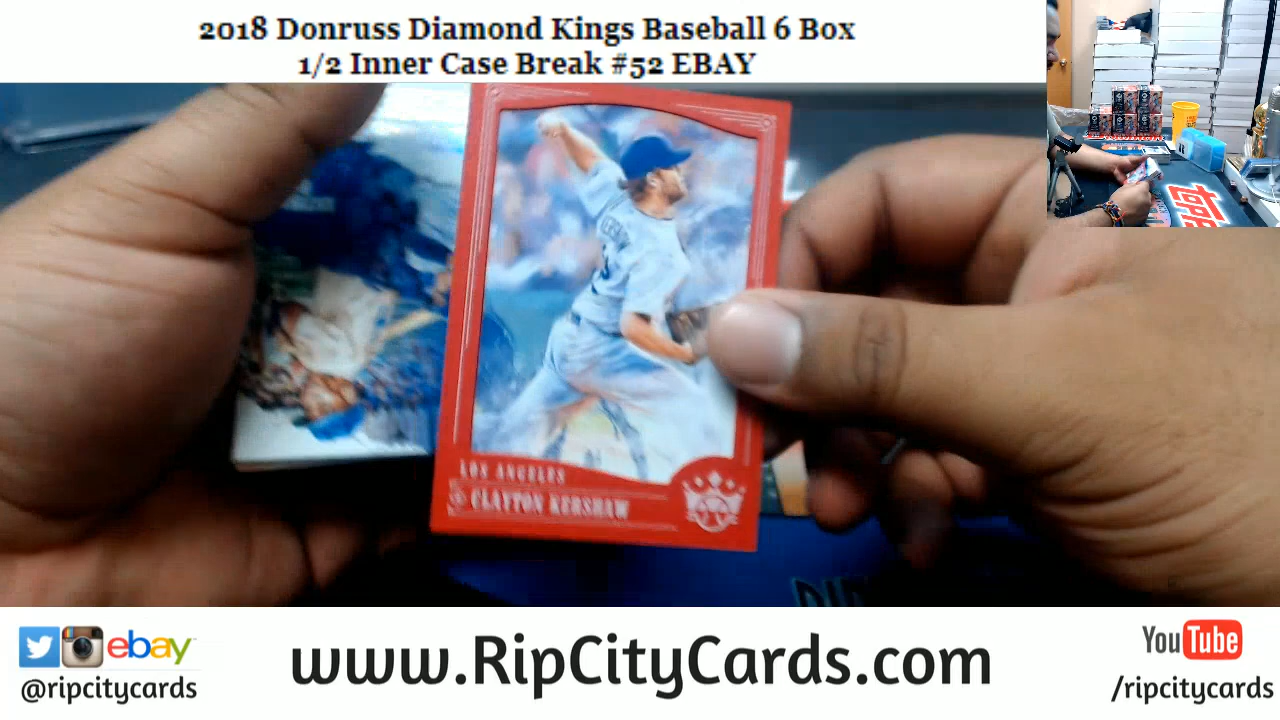 2018 Donruss Diamond Kings Baseball 6 Box
1/2 Inner Case Break #52 EBAY
LOS ANGELES
CLAYTON KERSHAW
DK
ebay
@ripcitycards
www.RipCityCards.com
YouTube
/ripcitycards